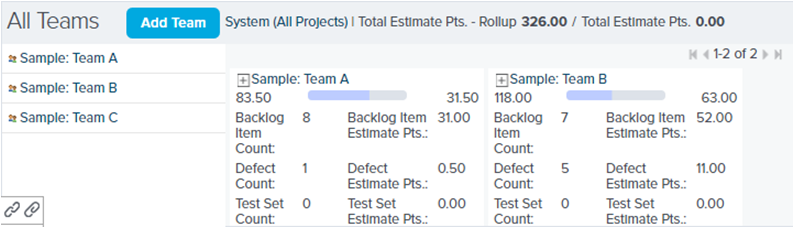 All Teams Add Team System (All Projects) | Total Estimate Pts. - Rollup 326.00 / Total Estimate Pts. 0.00
1-2 of 2
Sample: Team A
Sample: Team B
Sample: Team C
Sample: Team A
83.50 31.50
Backlog Item Count: 8 Backlog Item Estimate Pts.: 31.00
Defect Count: 1 Defect Estimate Pts.: 0.50
Test Set Count: 0 Test Set Estimate Pts.: 0.00
Sample: Team B
118.00 63.00
Backlog Item Count: 7 Backlog Item Estimate Pts.: 52.00
Defect Count: 5 Defect Estimate Pts.: 11.00
Test Set Count: 0 Test Set Estimate Pts.: 0.00